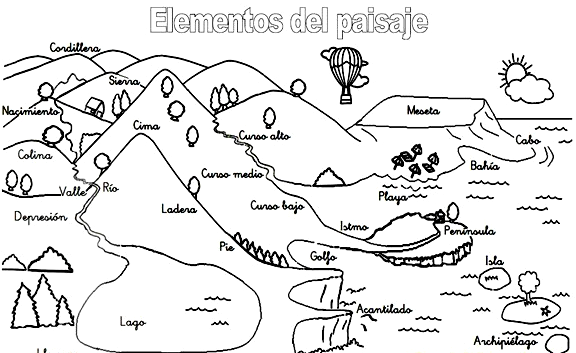 Elementos del paisaje
Cordillera
Sierra
Nacimiento
Meseta
Cima
Curso alto
Cabo
Colina
Bahía
Curso medio
Valle
Río
Playa
Ladera
Curso bajo
Depresión
Istmo
Península
Pie
Golfo
Isla
Acantilado
Lago
Archipiélago